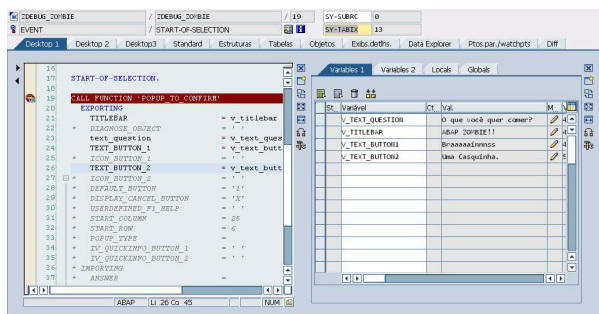 ZDEBUG_ZOMBIE / ZDEBUG_ZOMBIE / 19 SY-SUBRC 0
EVENT / START-OF-SELECTION SY-TABIX 13
Desktop 1 Desktop 2 Desktop3 Standard Estruturas Tabelas Objetos Exibs.detlhs. Data Explorer Ptos.par./watchpts Diff
16
17 START-OF-SELECTION.
18
19 CALL FUNCTION 'POPUP_TO_CONFIRM'
20 EXPORTING
21 TITLEBAR = v_titlebar
22 * DIAGNOSE_OBJECT = ' '
23 text_question = v_text_ques
24 TEXT_BUTTON_1 = v_text_butt
25 * ICON_BUTTON_1 = ' '
26 TEXT_BUTTON_2 = v_text_butt
27 * ICON_BUTTON_2 = ' '
28 * DEFAULT_BUTTON = '1'
29 * DISPLAY_CANCEL_BUTTON = 'X'
30 * USERDEFINED_F1_HELP = ' '
31 * START_COLUMN = 25
32 * START_ROW = 6
33 * POPUP_TYPE =
34 * IV_QUICKINFO_BUTTON_1 = ' '
35 * IV_QUICKINFO_BUTTON_2 = ' '
36 * IMPORTING
37 * ANSWER =
ABAP Li 26 Co 45 NUM
Variables 1 Variables 2 Locals Globals
St. Variável Ct. Val. M.
V_TEXT_QUESTION O que você quer comer? 4
V_TITLEBAR ABAP ZOMBIE!! 4
V_TEXT_BUTTON1 Braaaaainnnss 4
V_TEXT_BUTTON2 Uma Casquinha. 5